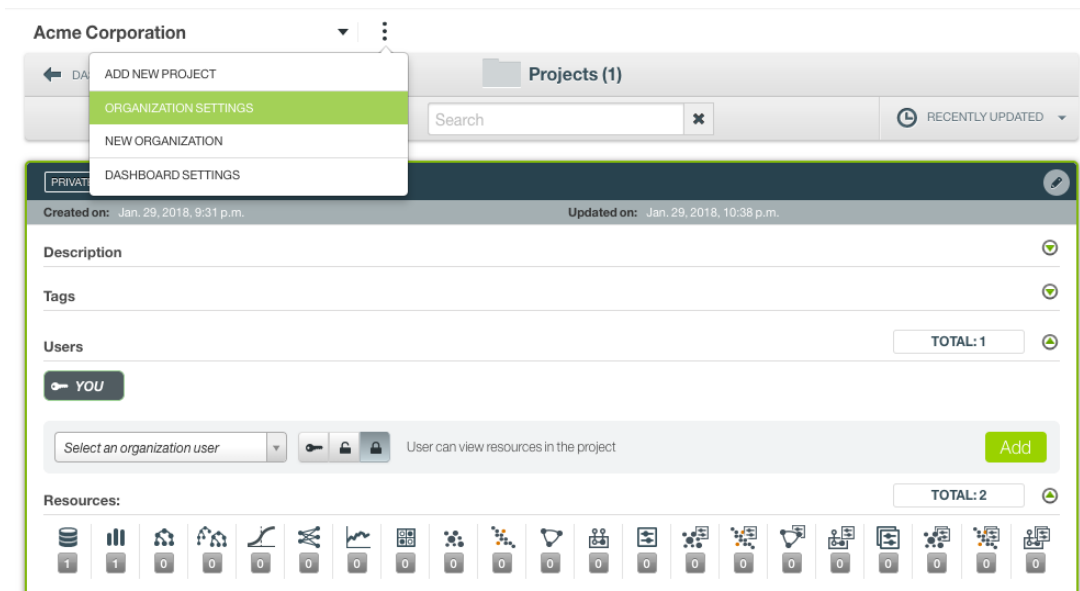 Acme Corporation
DA
ADD NEW PROJECT
ORGANIZATION SETTINGS
NEW ORGANIZATION
DASHBOARD SETTINGS
Projects (1)
Search
RECENTLY UPDATED
PRIVAT
Created on: Jan. 29, 2018, 9:31 p.m.
Updated on: Jan. 29, 2018, 10:38 p.m.
Description
Tags
Users
TOTAL: 1
YOU
Select an organization user
User can view resources in the project
Add
Resources:
TOTAL: 2
1 1 0 0 0 0 0 0 0 0 0 0 0 0 0 0 0 0 0 0 0